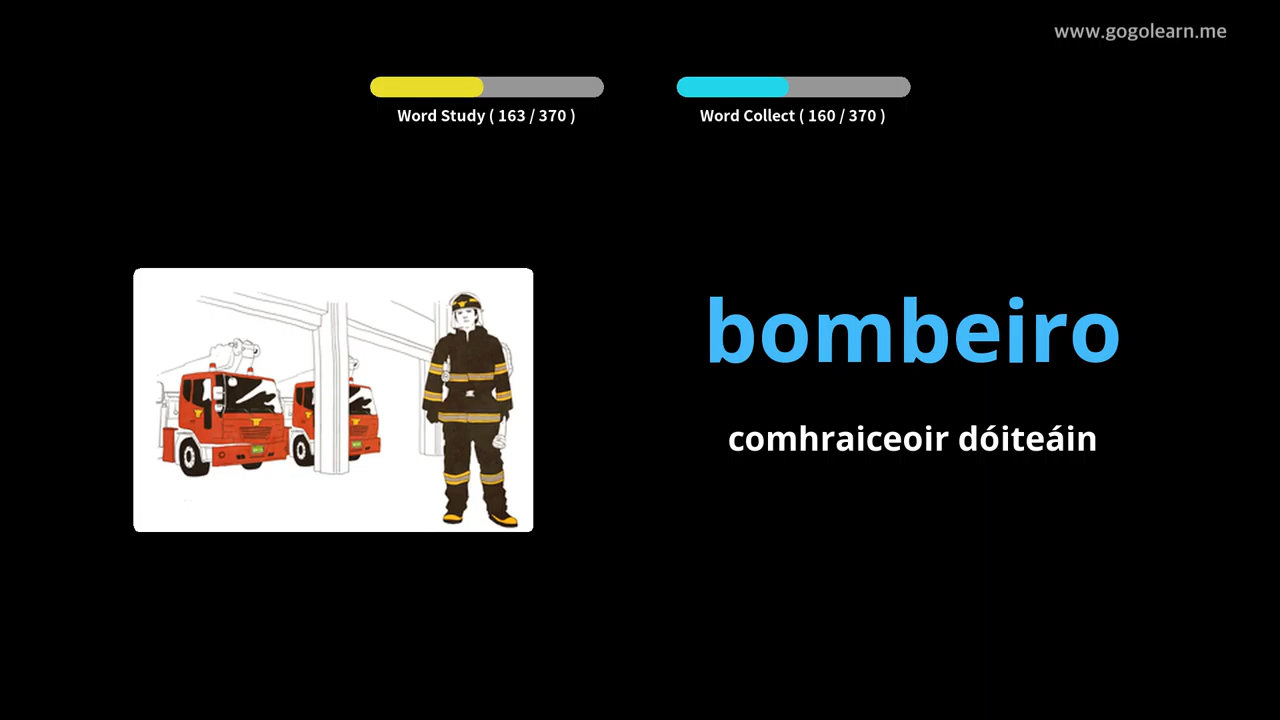 www.gogolearn.me
Word Study ( 163 / 370 )
Word Collect ( 160 / 370 )
bombeiro
comhraiceoir dóiteáin